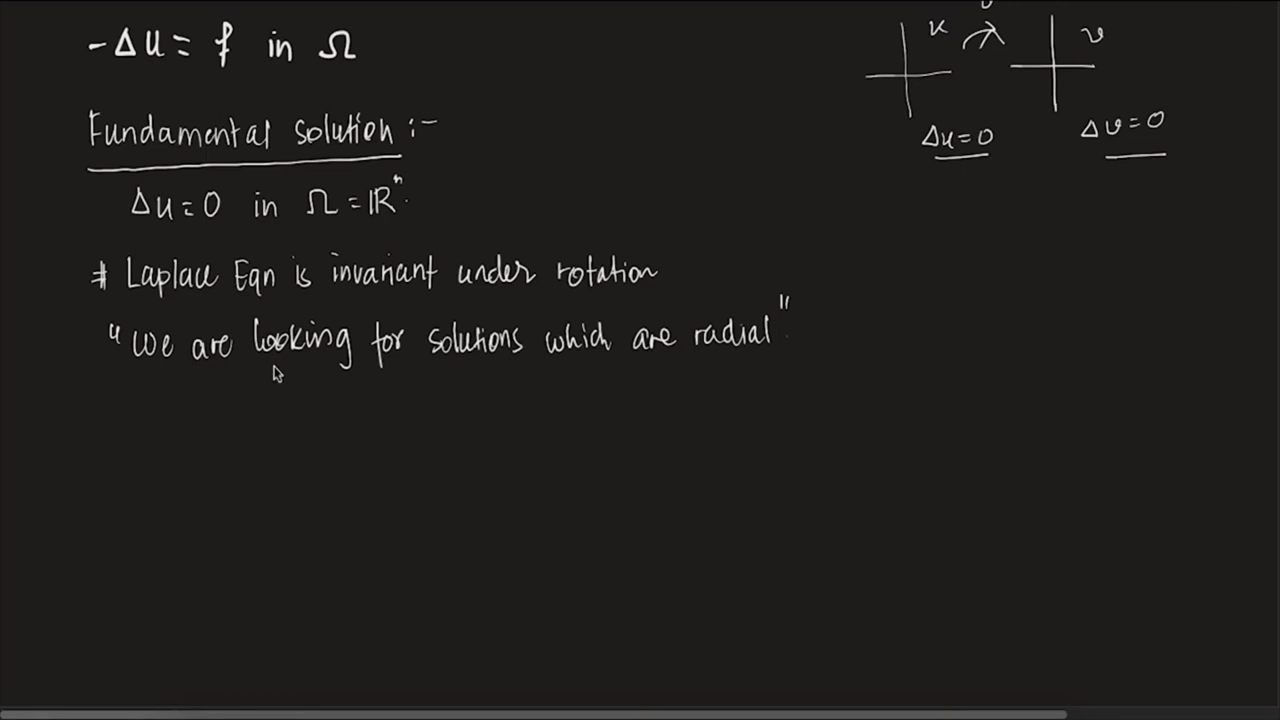 -Δu = f in Ω
u
v
Δu=0
Δv=0
Fundamental solution :-
Δu=0 in Ω = ℝⁿ.
# Laplace Eqn is invariant under rotation
"We are looking for solutions which are radial".